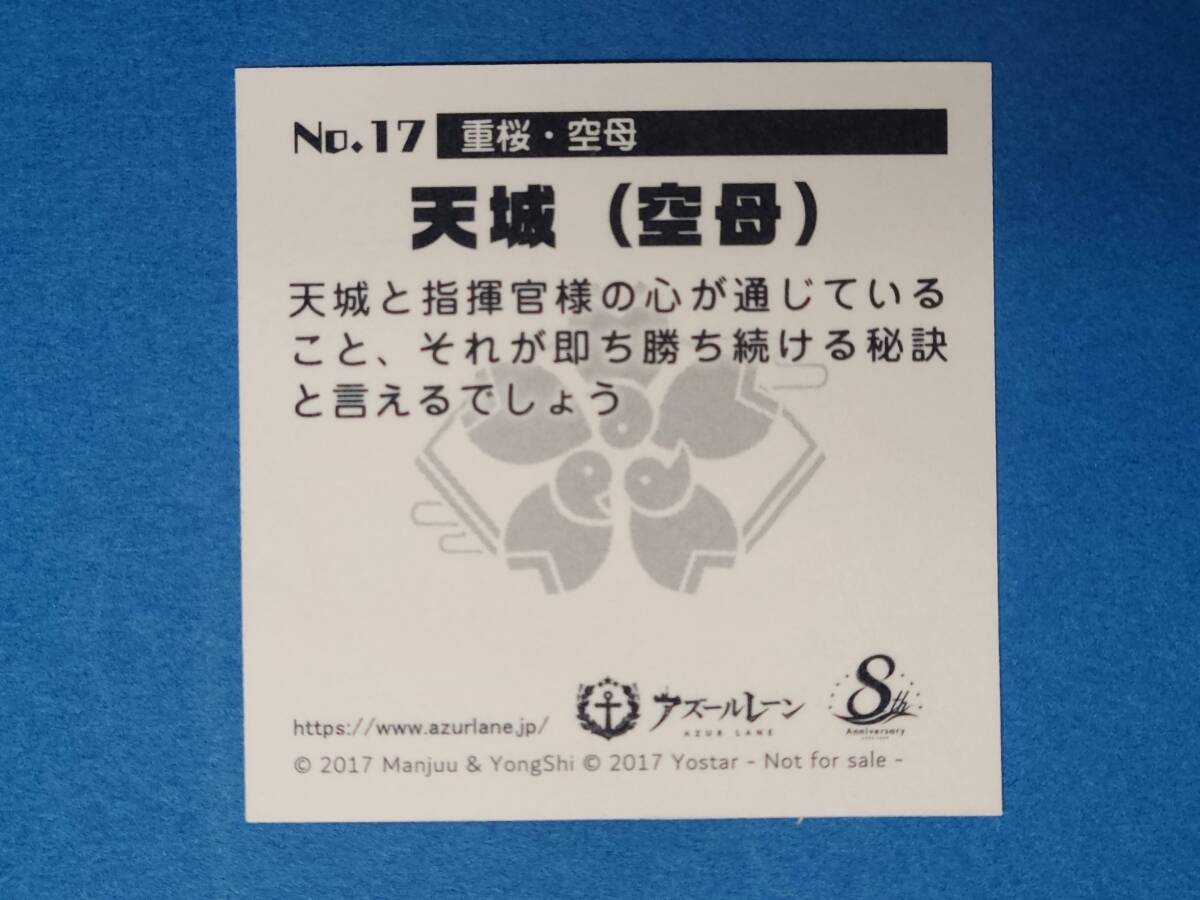 No.17 重桜・空母
天城（空母）
天城と指揮官様の心が通じている
こと、それが即ち勝ち続ける秘訣
と言えるでしょう
https://www.azurlane.jp/
アズールレーン
AZUR LANE
8th
Anniversary
© 2017 Manjuu & YongShi © 2017 Yostar - Not for sale -